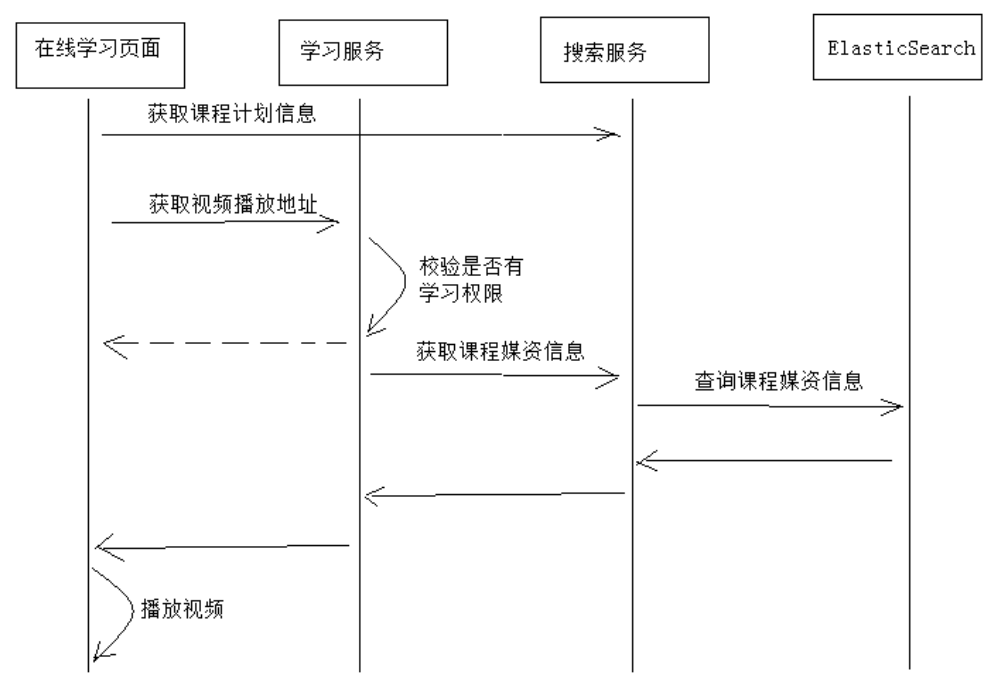 在线学习页面
学习服务
搜索服务
ElasticSearch
获取课程计划信息
获取视频播放地址
校验是否有
学习权限
获取课程媒资信息
查询课程媒资信息
播放视频